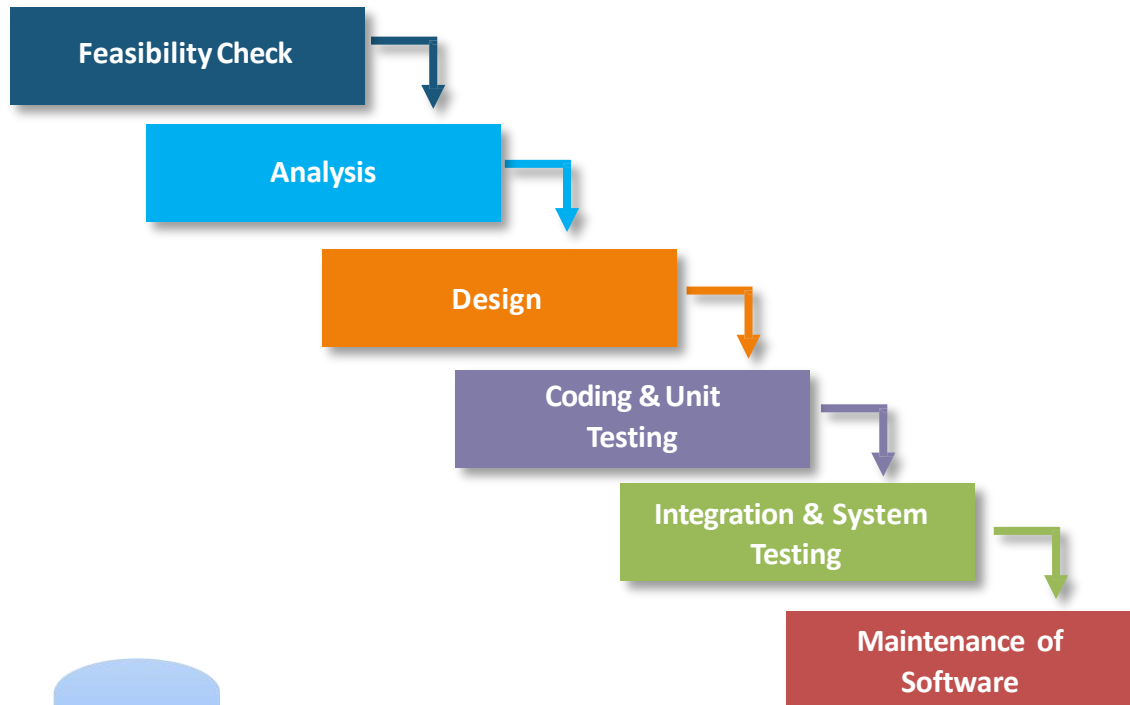 Feasibility Check
Analysis
Design
Coding & Unit
Testing
Integration & System
Testing
Maintenance of
Software